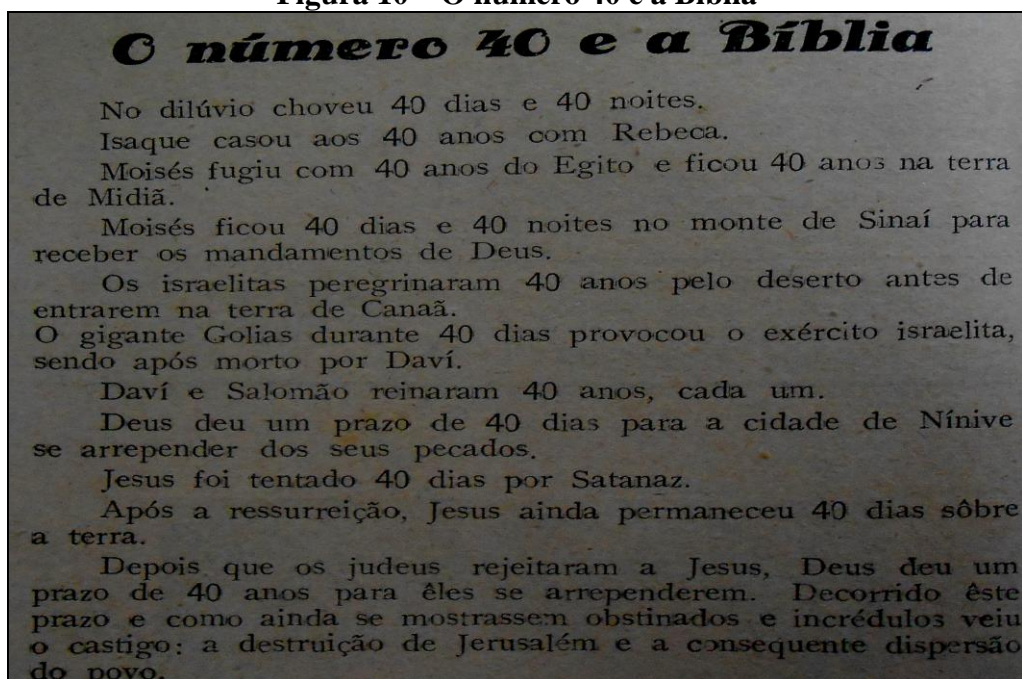 Figura 10 – O número 40 e a Bíblia
O número 40 e a Bíblia
No dilúvio choveu 40 dias e 40 noites.
Isaque casou aos 40 anos com Rebeca.
Moisés fugiu com 40 anos do Egito e ficou 40 anos na terra
de Midiã.
Moisés ficou 40 dias e 40 noites no monte de Sinaí para
receber os mandamentos de Deus.
Os israelitas peregrinaram 40 anos pelo deserto antes de
entrarem na terra de Canaã.
O gigante Golias durante 40 dias provocou o exército israelita,
sendo após morto por Daví.
Daví e Salomão reinaram 40 anos, cada um.
Deus deu um prazo de 40 dias para a cidade de Nínive
se arrepender dos seus pecados.
Jesus foi tentado 40 dias por Satanaz.
Após a ressurreição, Jesus ainda permaneceu 40 dias sôbre
a terra.
Depois que os judeus rejeitaram a Jesus, Deus deu um
prazo de 40 anos para êles se arrependerem. Decorrido êste
prazo e como ainda se mostrassem obstinados e incrédulos veiu
o castigo: a destruição de Jerusalém e a consequente dispersão
do povo.